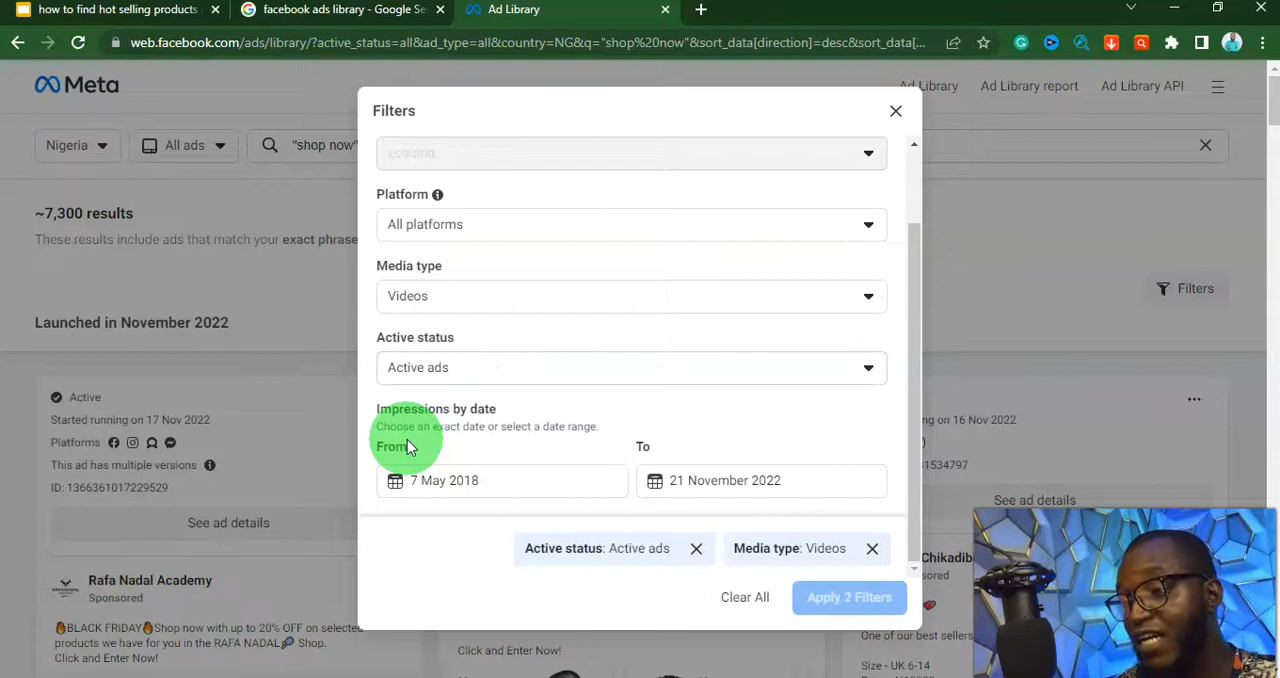 how to find hot selling products
facebook ads library - Google Se
Ad Library
web.facebook.com/ads/library/?active_status=all&ad_type=all&country=NG&q="shop%20now"&sort_data[direction]=desc&sort_data[...
Meta
Ad Library
Ad Library report
Ad Library API
Nigeria
All ads
"shop now"
~7,300 results
These results include ads that match your exact phrase
Filters
Launched in November 2022
Filters
Loading
Platform
All platforms
Media type
Videos
Active status
Active ads
Impressions by date
Choose an exact date or select a date range.
From
To
7 May 2018
21 November 2022
Active status: Active ads
Media type: Videos
Clear All
Apply 2 Filters
Active
Started running on 17 Nov 2022
Platforms
This ad has multiple versions
ID: 1366361017229529
See ad details
Rafa Nadal Academy
Sponsored
🔥BLACK FRIDAY🔥Shop now with up to 20% OFF on selected
products we have for you in the RAFA NADAL🎾 Shop.
Click and Enter Now!
Click and Enter Now!
g on 16 Nov 2022
1534797
See ad details
Chikadib
sored
One of our best sellers
Size - UK 6-14